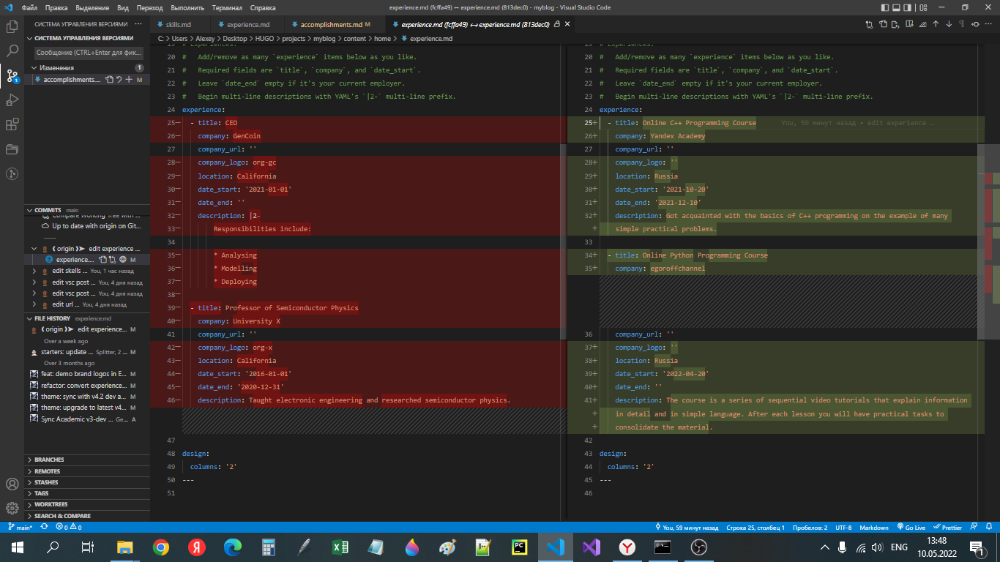 Файл Правка Выделение Вид Переход Выполнить Терминал Справка
experience.md (fcffa49) ↔ experience.md (813dec0) - myblog - Visual Studio Code
СИСТЕМА УПРАВЛЕНИЯ ВЕРСИЯМИ ···
skills.md
experience.md
accomplishments.md M
experience.md (fcffa49) ↔ experience.md (813dec0)
C: > Users > Alexey > Desktop > HUGO > projects > myblog > content > home > experience.md
СИСТЕМА УПРАВЛЕНИЯ ВЕРСИЯМИ
Сообщение (CTRL+Enter для фик...
Изменения 1
accomplishments.... M
COMMITS main
Compare Working Tree with ...
Up to date with origin on Git...
origin edit experience ...
experience.... M
edit skells ... You, 1 час назад
edit vsc post ... You, 4 дня назад
edit vsc post ... You, 4 дня назад
edit url ... You, 4 дня назад
FILE HISTORY experience.md
origin edit experience... M
Over a week ago
starters: update ... Splitter, 2 ... M
Over 3 months ago
feat: demo brand logos in E... M
refactor: convert experience... M
theme: sync with v4.2 dev a... M
theme: upgrade to latest v4... M
Sync Academic v3-dev ... Ge... A
BRANCHES
REMOTES
STASHES
TAGS
WORKTREES
SEARCH & COMPARE
19 # Experiences.
20 #   Add/remove as many `experience` items below as you like.
21 #   Required fields are `title`, `company`, and `date_start`.
22 #   Leave `date_end` empty if it's your current employer.
23 #   Begin multi-line descriptions with YAML's `|2-` multi-line prefix.
24 experience:
25− - title: CEO
26− company: GenCoin
27 company_url: ''
28− company_logo: org-gc
29− location: California
30− date_start: '2021-01-01'
31− date_end: ''
32− description: |2-
33− Responsibilities include:
34
35− * Analysing
36− * Modelling
37− * Deploying
38−
39− - title: Professor of Semiconductor Physics
40− company: University X
41 company_url: ''
42− company_logo: org-x
43− location: California
44− date_start: '2016-01-01'
45− date_end: '2020-12-31'
46− description: Taught electronic engineering and researched semiconductor physics.
47
48 design:
49 columns: '2'
50 ---
51
19 # Experiences.
20 #   Add/remove as many `experience` items below as you like.
21 #   Required fields are `title`, `company`, and `date_start`.
22 #   Leave `date_end` empty if it's your current employer.
23 #   Begin multi-line descriptions with YAML's `|2-` multi-line prefix.
24 experience:
25+ - title: Online C++ Programming Course You, 59 минут назад • edit experience …
26+ company: Yandex Academy
27 company_url: ''
28+ company_logo: ''
29+ location: Russia
30+ date_start: '2021-10-20'
31+ date_end: '2021-12-10'
32+ description: Got acquainted with the basics of C++ programming on the example of many
+ simple practical problems.
33
34+ - title: Online Python Programming Course
35+ company: egoroffchannel
36 company_url: ''
37+ company_logo: ''
38+ location: Russia
39+ date_start: '2022-04-20'
40+ date_end: ''
41+ description: The course is a series of sequential video tutorials that explain information
+ in detail and in simple language. After each lesson you will have practical tasks to
+ consolidate the material.
42
43 design:
44 columns: '2'
45 ---
46
main* 0 0 You, 59 минут назад Строка 25, столбец 1 Пробелов: 2 UTF-8 Markdown Go Live Prettier
ENG
13:48
10.05.2022
1